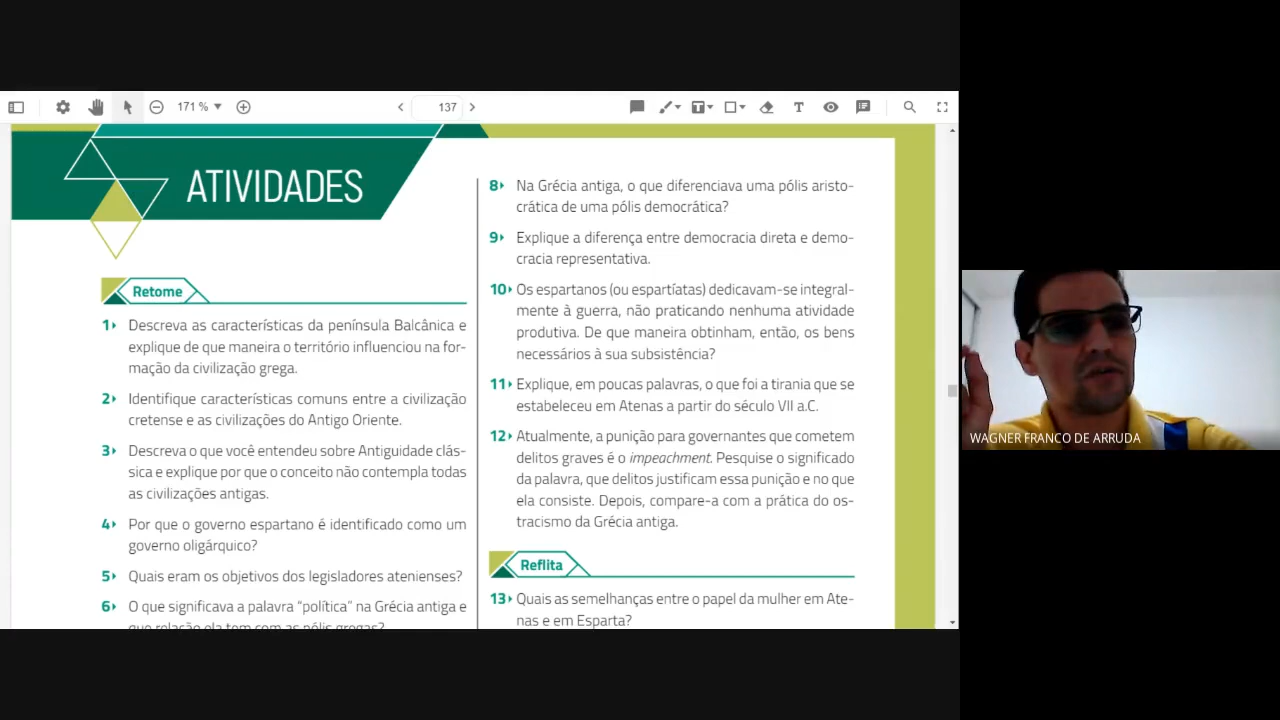 171 %
137
ATIVIDADES
Retome
1 Descreva as características da península Balcânica e
explique de que maneira o território influenciou na for-
mação da civilização grega.
2 Identifique características comuns entre a civilização
cretense e as civilizações do Antigo Oriente.
3 Descreva o que você entendeu sobre Antiguidade clás-
sica e explique por que o conceito não contempla todas
as civilizações antigas.
4 Por que o governo espartano é identificado como um
governo oligárquico?
5 Quais eram os objetivos dos legisladores atenienses?
6 O que significava a palavra “política” na Grécia antiga e
que relação ela tem com as pólis gregas?
8 Na Grécia antiga, o que diferenciava uma pólis aristo-
crática de uma pólis democrática?
9 Explique a diferença entre democracia direta e demo-
cracia representativa.
10 Os espartanos (ou espartíatas) dedicavam-se integral-
mente à guerra, não praticando nenhuma atividade
produtiva. De que maneira obtinham, então, os bens
necessários à sua subsistência?
11 Explique, em poucas palavras, o que foi a tirania que se
estabeleceu em Atenas a partir do século VII a.C.
12 Atualmente, a punição para governantes que cometem
delitos graves é o impeachment. Pesquise o significado
da palavra, que delitos justificam essa punição e no que
ela consiste. Depois, compare-a com a prática do os-
tracismo da Grécia antiga.
Reflita
13 Quais as semelhanças entre o papel da mulher em Ate-
nas e em Esparta?
WAGNER FRANCO DE ARRUDA